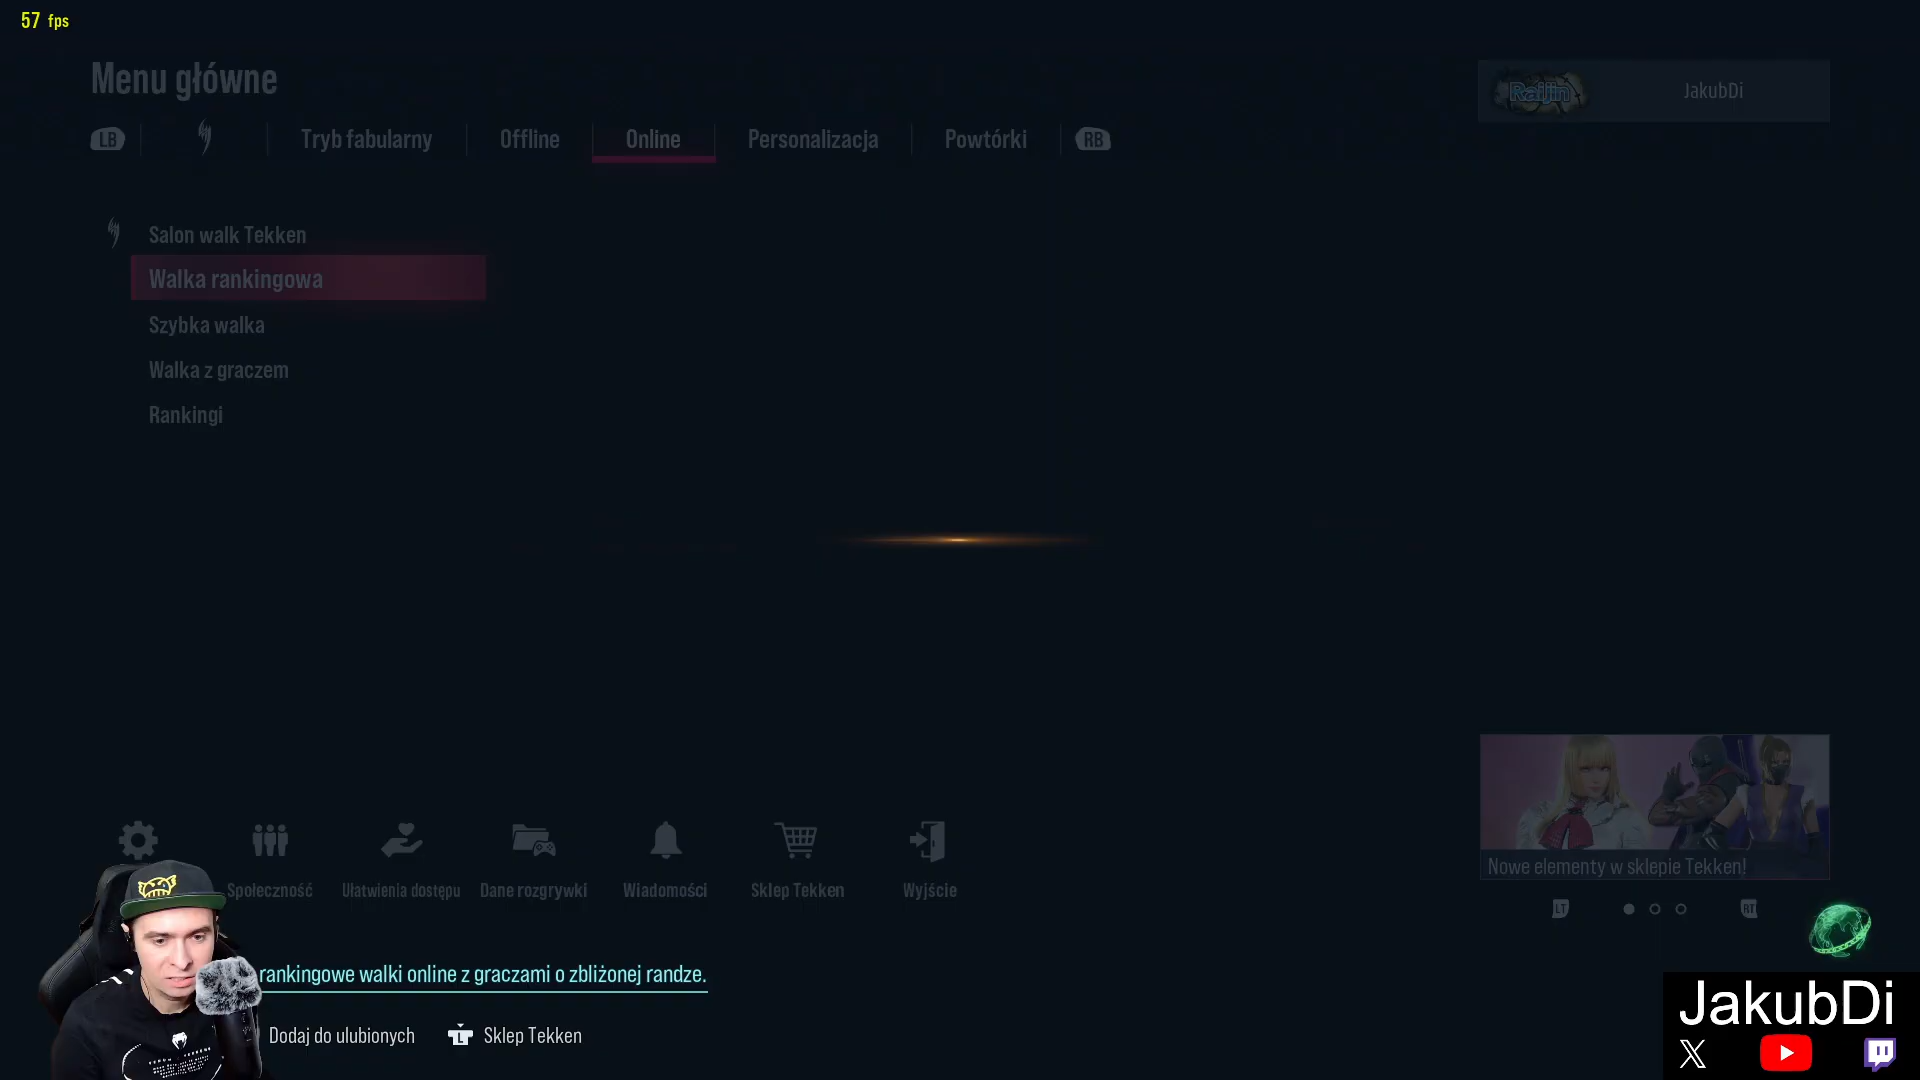 57 fps
Menu główne
Raijin
JakubDi
LB
Tryb fabularny
Offline
Online
Personalizacja
Powtórki
RB
Salon walk Tekken
Walka rankingowa
Szybka walka
Walka z graczem
Rankingi
Społeczność
Ułatwienia dostępu
Dane rozgrywki
Wiadomości
Sklep Tekken
Wyjście
Nowe elementy w sklepie Tekken!
LT
RT
rankingowe walki online z graczami o zbliżonej randze.
Dodaj do ulubionych
L
Sklep Tekken
JakubDi